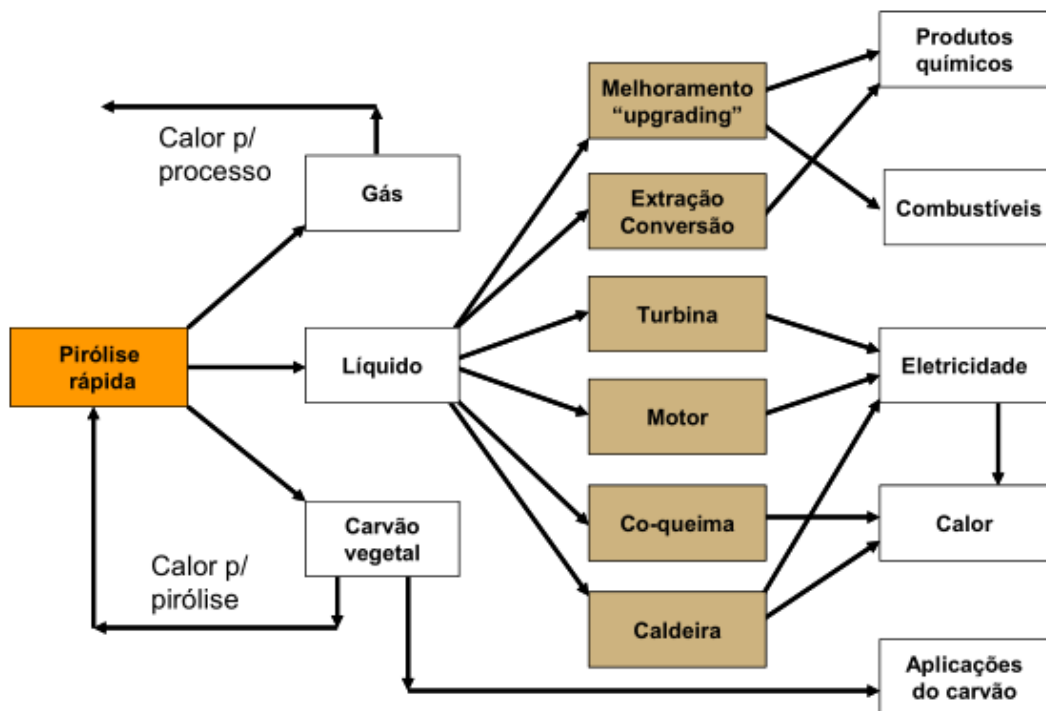 Calor p/
processo
Gás
Pirólise
rápida
Líquido
Carvão
vegetal
Calor p/
pirólise
Melhoramento
“upgrading”
Extração
Conversão
Turbina
Motor
Co-queima
Caldeira
Produtos
químicos
Combustíveis
Eletricidade
Calor
Aplicações
do carvão